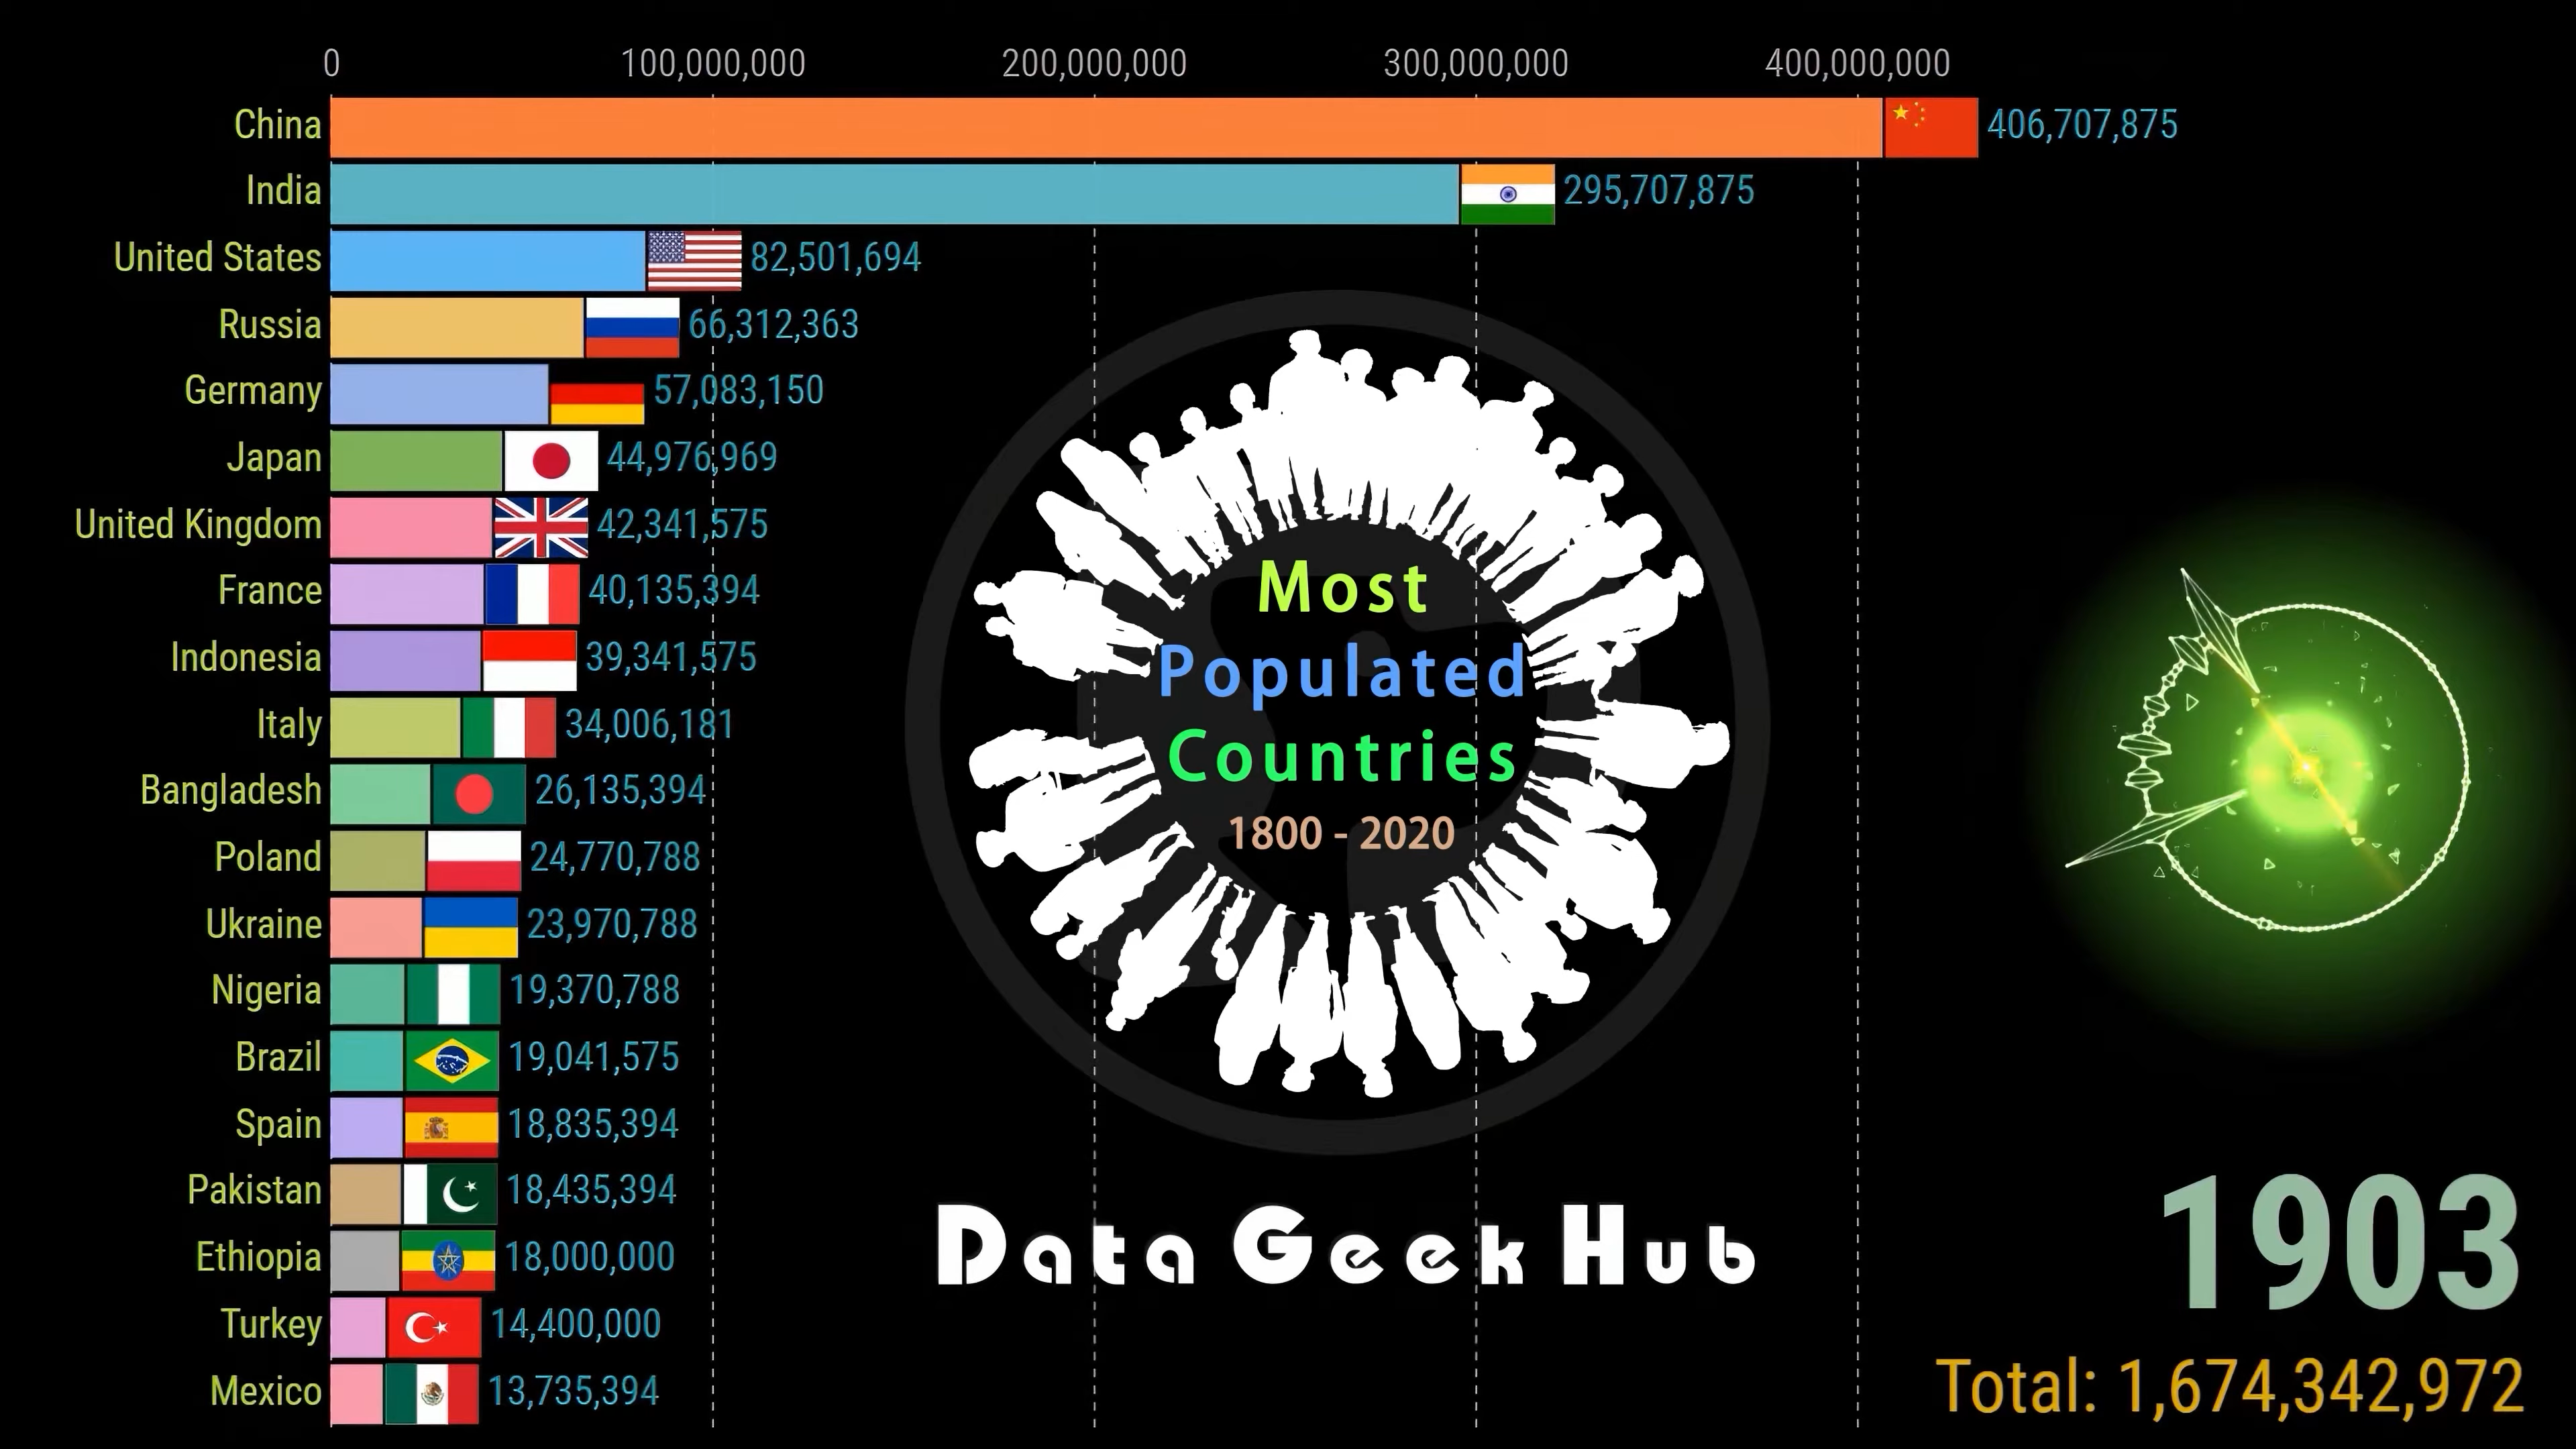 0 100,000,000 200,000,000 300,000,000 400,000,000
China 406,707,875
India 295,707,875
United States 82,501,694
Russia 66,312,363
Germany 57,083,150
Japan 44,976,969
United Kingdom 42,341,575
France 40,135,394
Indonesia 39,341,575
Italy 34,006,181
Bangladesh 26,135,394
Poland 24,770,788
Ukraine 23,970,788
Nigeria 19,370,788
Brazil 19,041,575
Spain 18,835,394
Pakistan 18,435,394
Ethiopia 18,000,000
Turkey 14,400,000
Mexico 13,735,394
Most
Populated
Countries
1800 - 2020
Data Geek Hub
1903
Total: 1,674,342,972